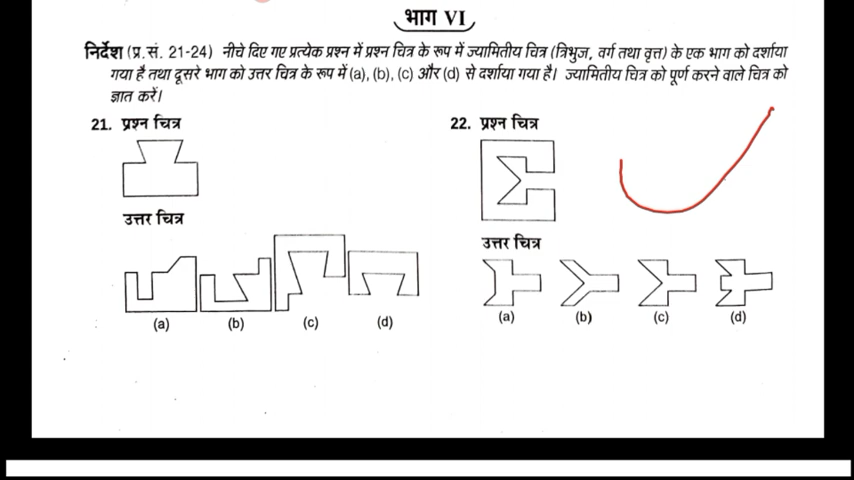 भाग VI
निर्देश (प्र.सं. 21-24) नीचे दिए गए प्रत्येक प्रश्न में प्रश्न चित्र के रूप में ज्यामितीय चित्र (त्रिभुज, वर्ग तथा वृत्त) के एक भाग को दर्शाया
गया है तथा दूसरे भाग को उत्तर चित्र के रूप में (a), (b), (c) और (d) से दर्शाया गया है। ज्यामितीय चित्र को पूर्ण करने वाले चित्र को
ज्ञात करें।
21. प्रश्न चित्र
उत्तर चित्र
(a) (b) (c) (d)
22. प्रश्न चित्र
उत्तर चित्र
(a) (b) (c) (d)